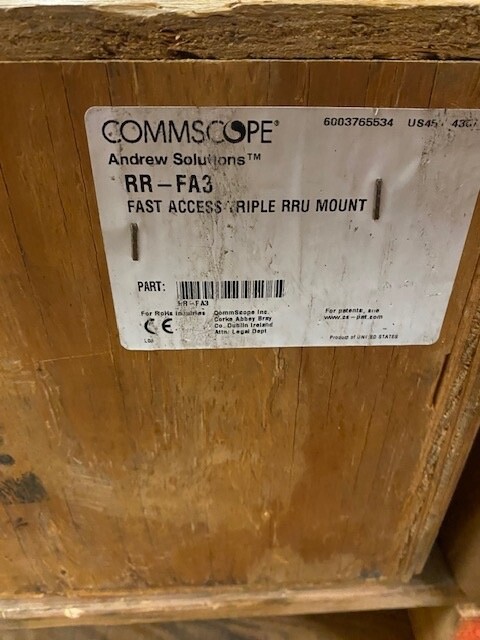 COMMSCOPE®
6003765534
Andrew Solutions™
RR-FA3
FAST ACCESS TRIPLE RRU MOUNT
PART:
RR-FA3
For RoHs Inquiries
CommScope Inc.
Corke Abbey Bray
Co. Dublin Ireland
Attn: Legal Dept
For patents, see
www.cs-pat.com
CE
Product of UNITED STATES